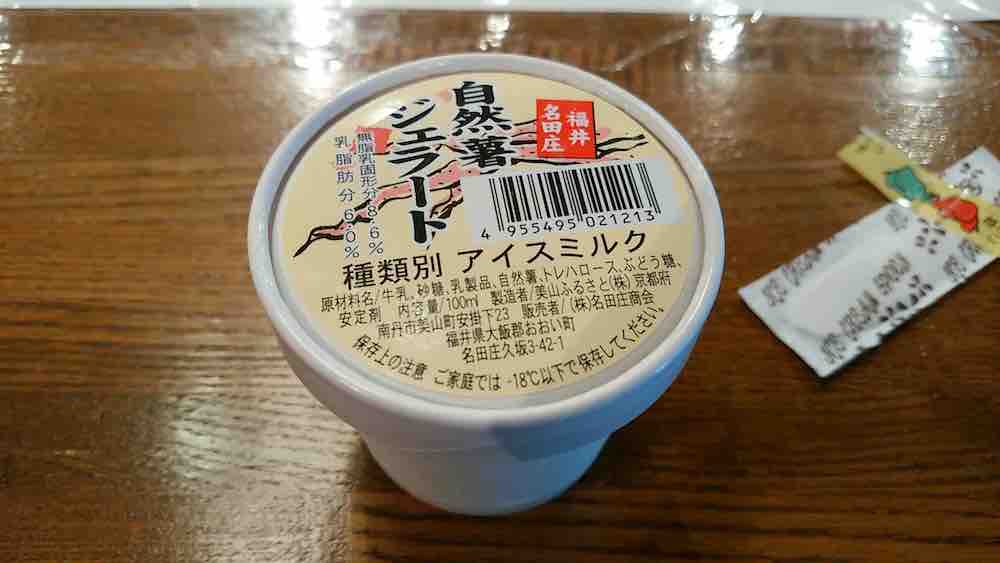 福井
名田庄
自然薯
ジェラート
無脂乳固形分8.6%
乳脂肪分 6.0%
4 955495 021213
種類別 アイスミルク
原材料名/牛乳、砂糖、乳製品、自然薯、トレハロース、ぶどう糖、
安定剤 内容量/100ml 製造者/美山ふるさと(株) 京都府
南丹市美山町安掛下23 販売者/(株)名田庄商会
福井県大飯郡おおい町
名田庄久坂3-42-1
保存上の注意 ご家庭では -18℃以下で保存してください。